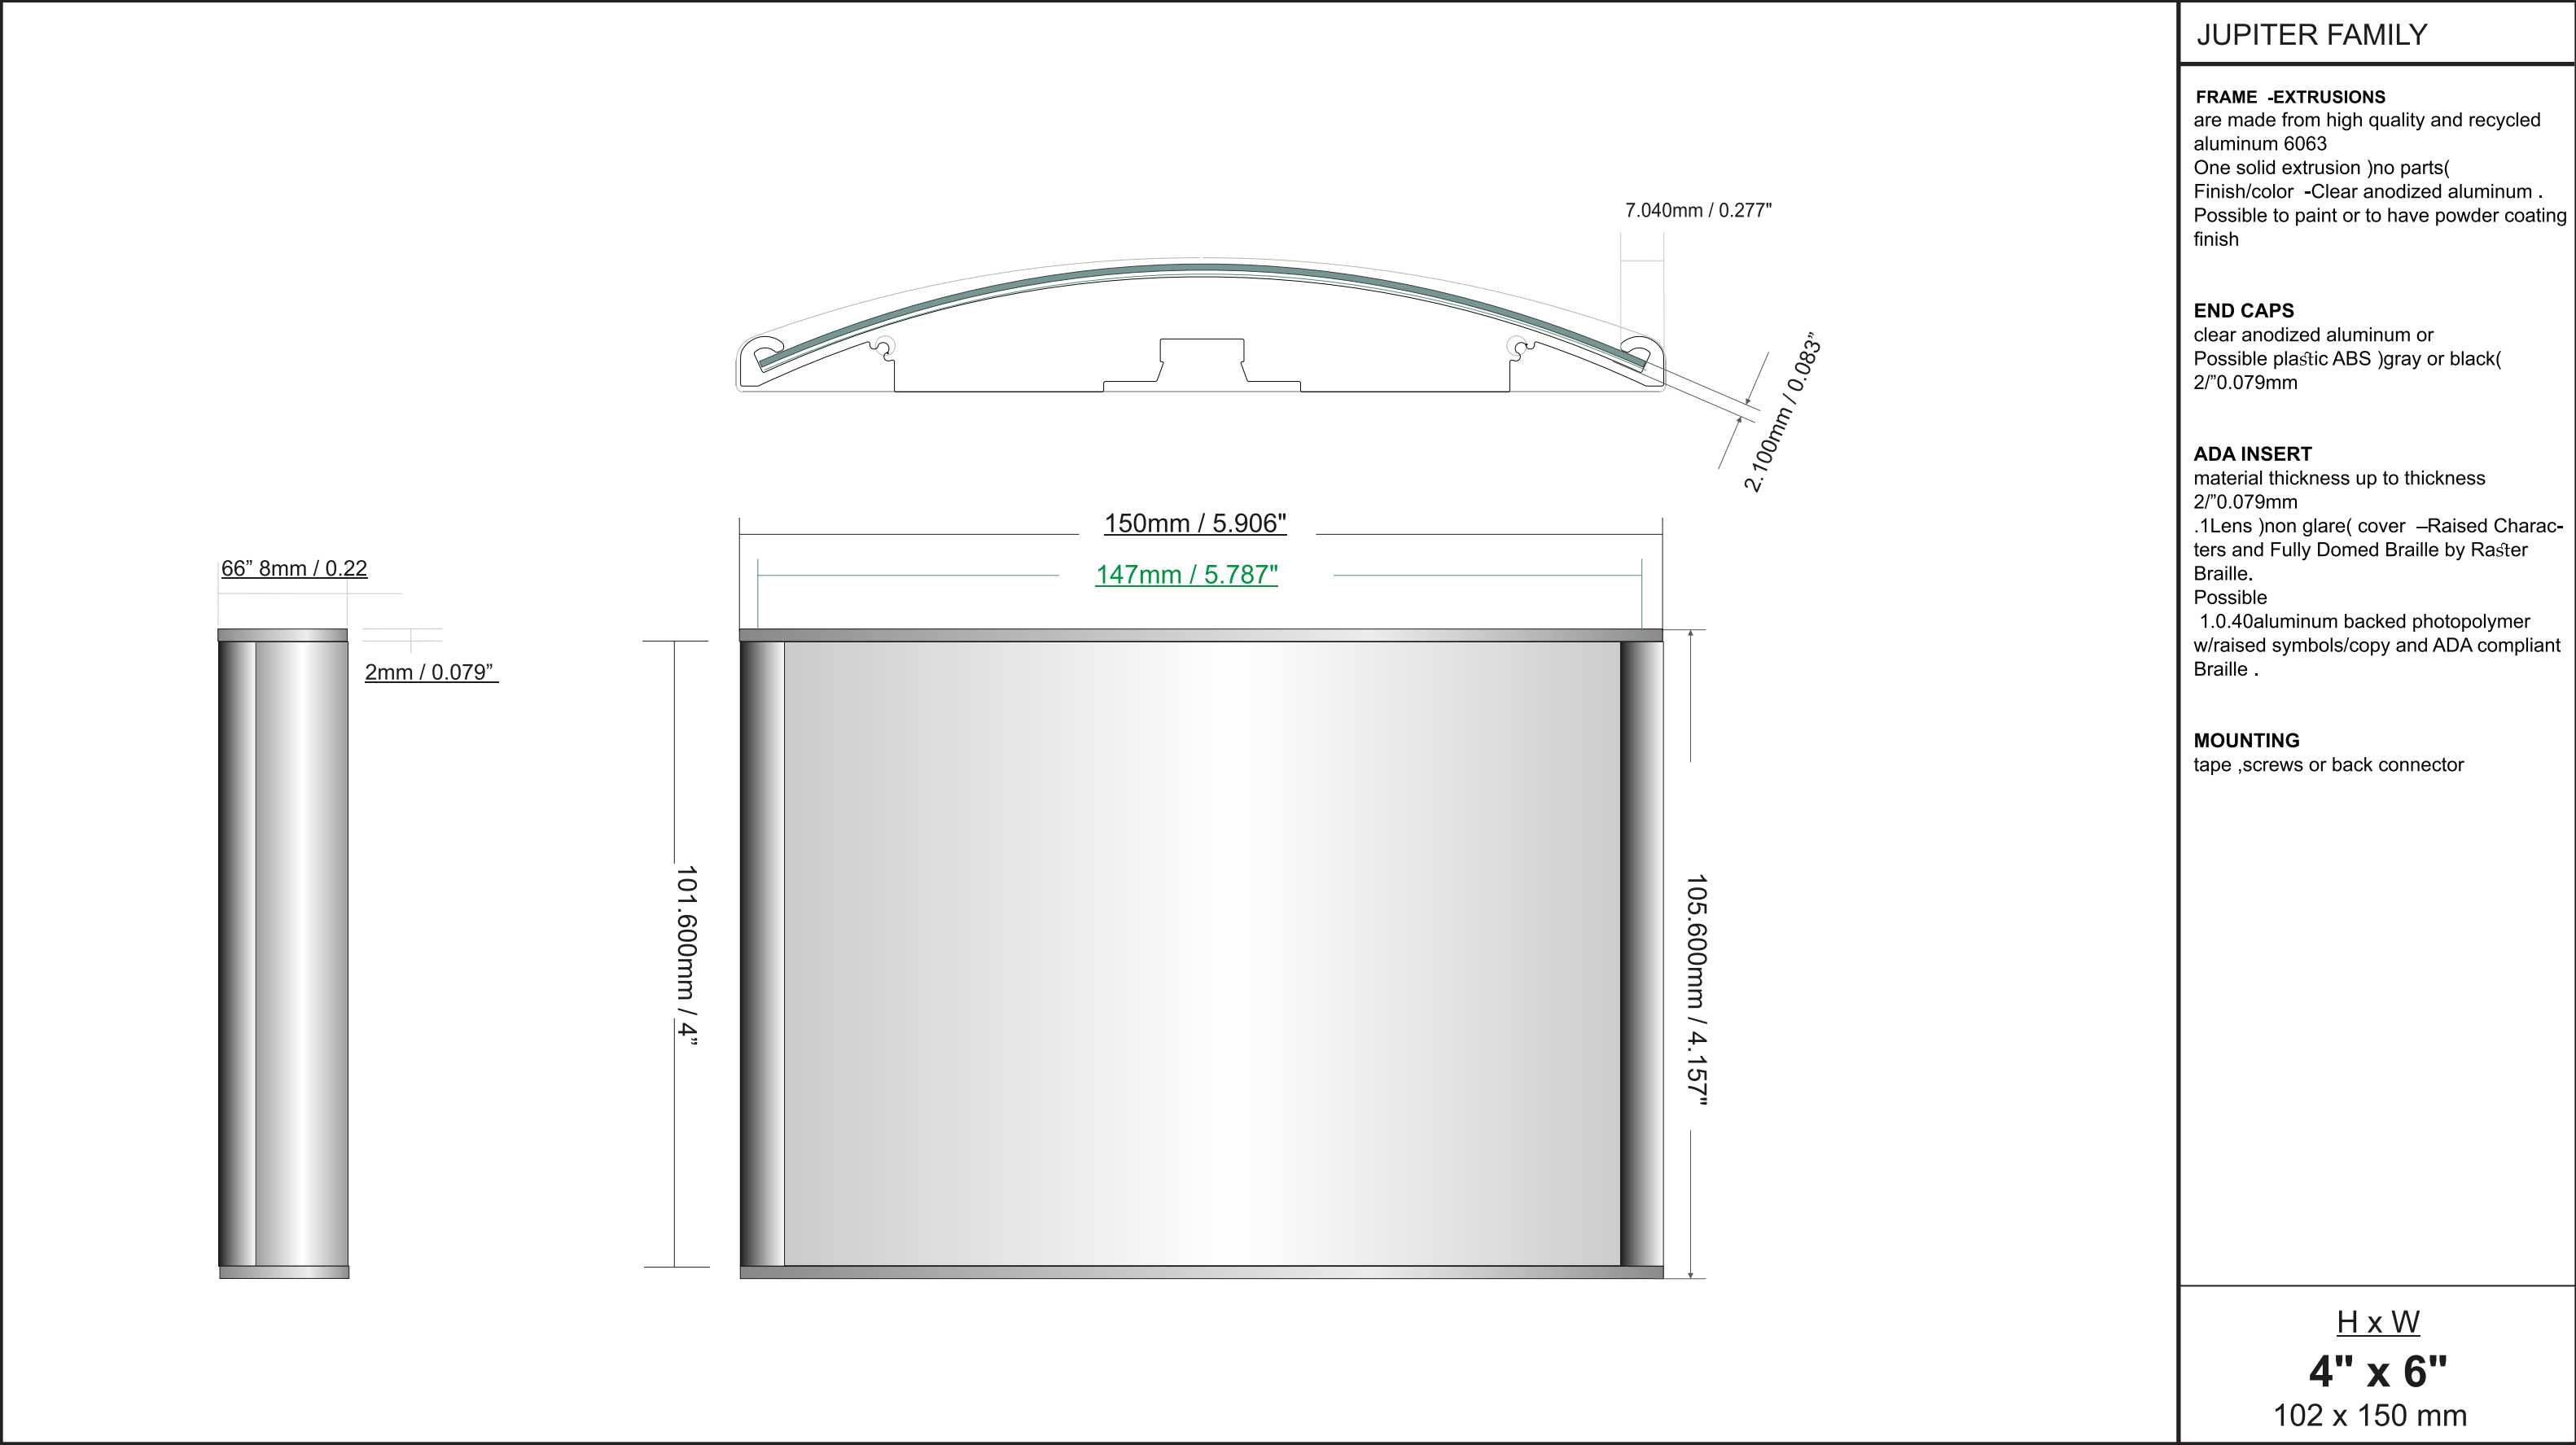 JUPITER FAMILY
FRAME  -EXTRUSIONS
are made from high quality and recycled
aluminum 6063
One solid extrusion )no parts(
Finish/color  -Clear anodized aluminum .
Possible to paint or to have powder coating
finish
END CAPS
clear anodized aluminum or
Possible plastic ABS )gray or black(
2/”0.079mm
ADA INSERT
material thickness up to thickness
2/”0.079mm
.1Lens )non glare( cover  –Raised Charac-
ters and Fully Domed Braille by Raster
Braille.
Possible
1.0.40aluminum backed photopolymer
w/raised symbols/copy and ADA compliant
Braille .
MOUNTING
tape ,screws or back connector
H x W
4" x 6"
102 x 150 mm
7.040mm / 0.277"
2.100mm / 0.083”
150mm / 5.906"
147mm / 5.787"
66” 8mm / 0.22
2mm / 0.079”
101.600mm / 4”
105.600mm / 4.157"